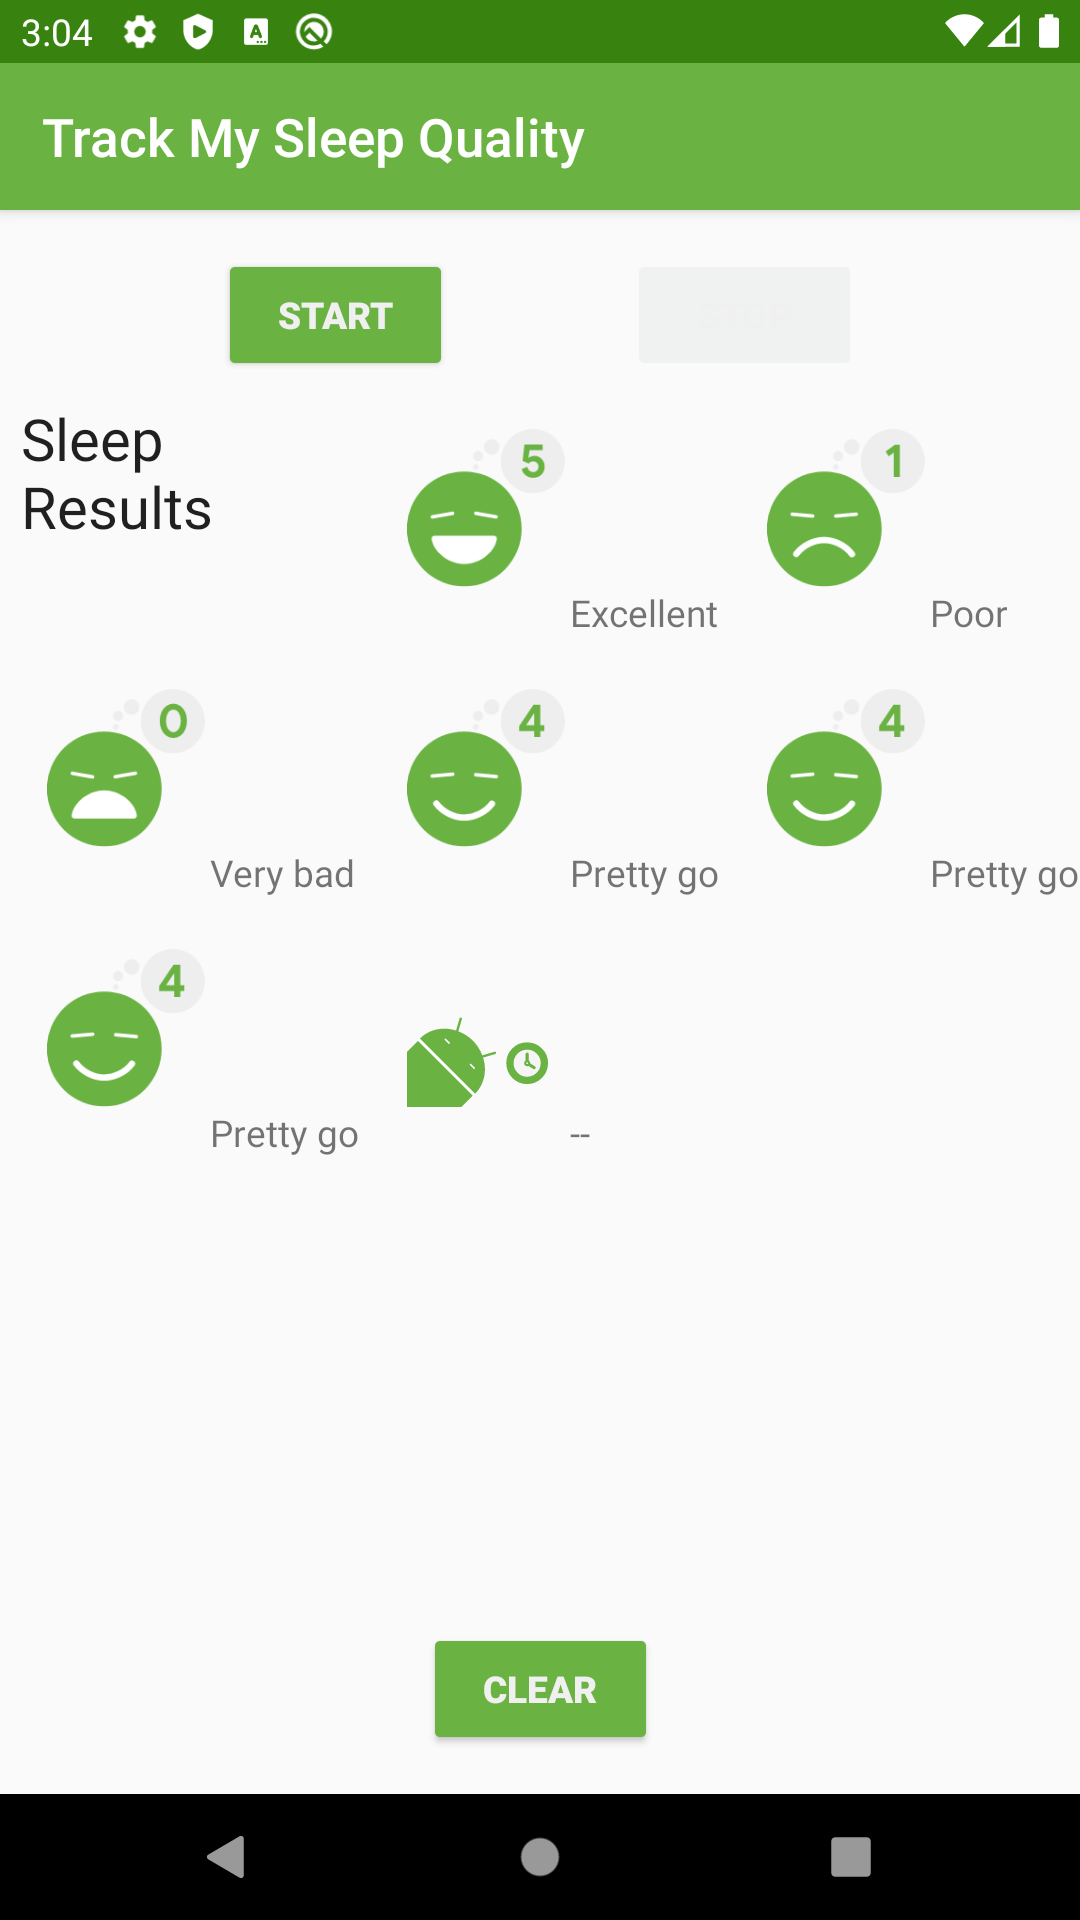 3:04
Track My Sleep Quality
START
STOP
Sleep
Results
5
1
Excellent
Poor
0
4
4
Very bad
Pretty go
Pretty go
4
Pretty go
--
CLEAR